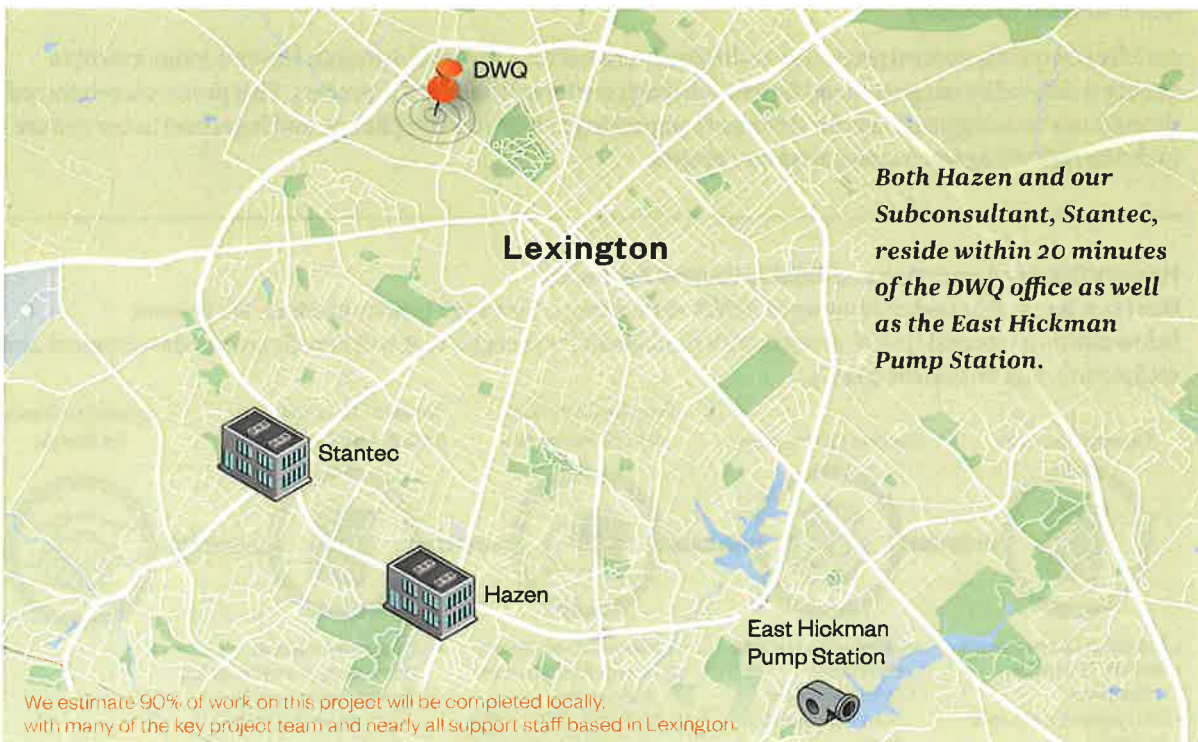 DWQ
Both Hazen and our
Subconsultant, Stantec,
reside within 20 minutes
of the DWQ office as well
as the East Hickman
Pump Station.
Lexington
Stantec
Hazen
East Hickman
Pump Station
We estimate 90% of work on this project will be completed locally,
with many of the key project team and nearly all support staff based in Lexington.